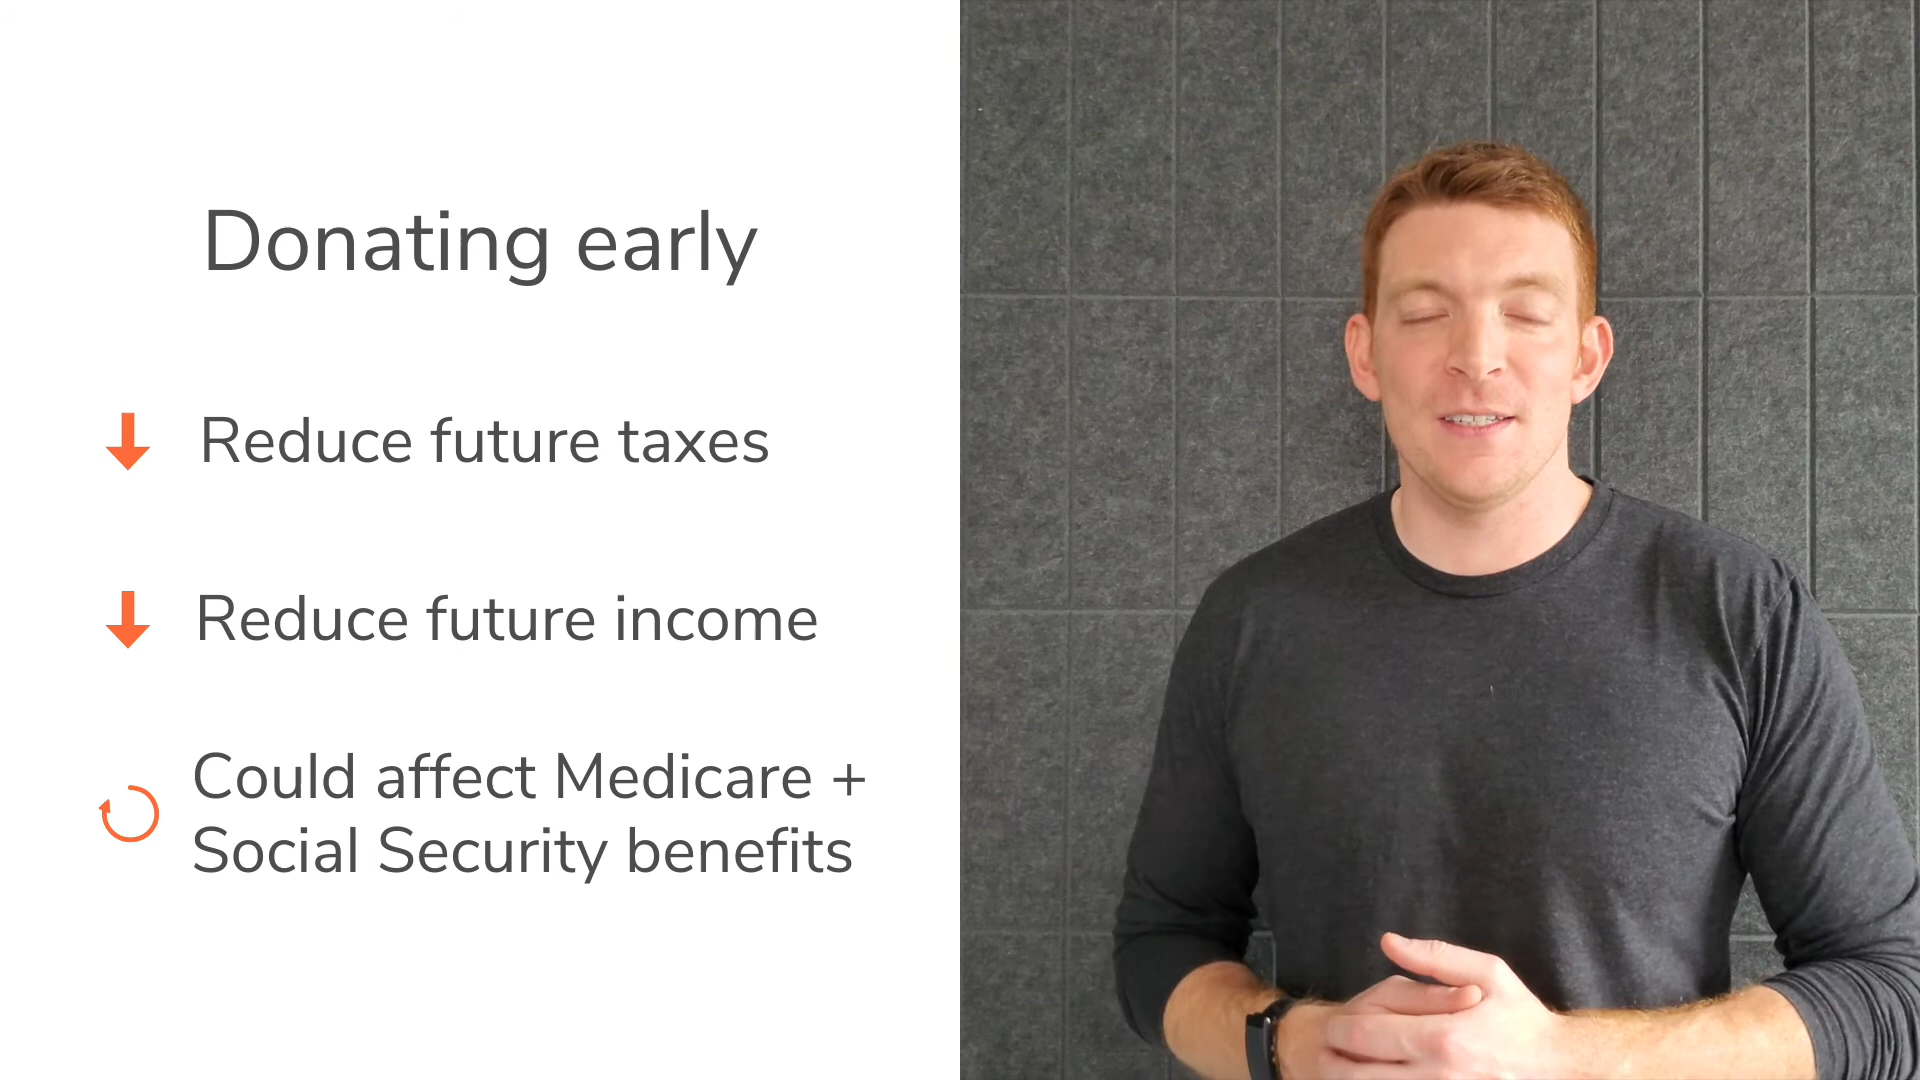 Donating early
Reduce future taxes
Reduce future income
Could affect Medicare +
Social Security benefits